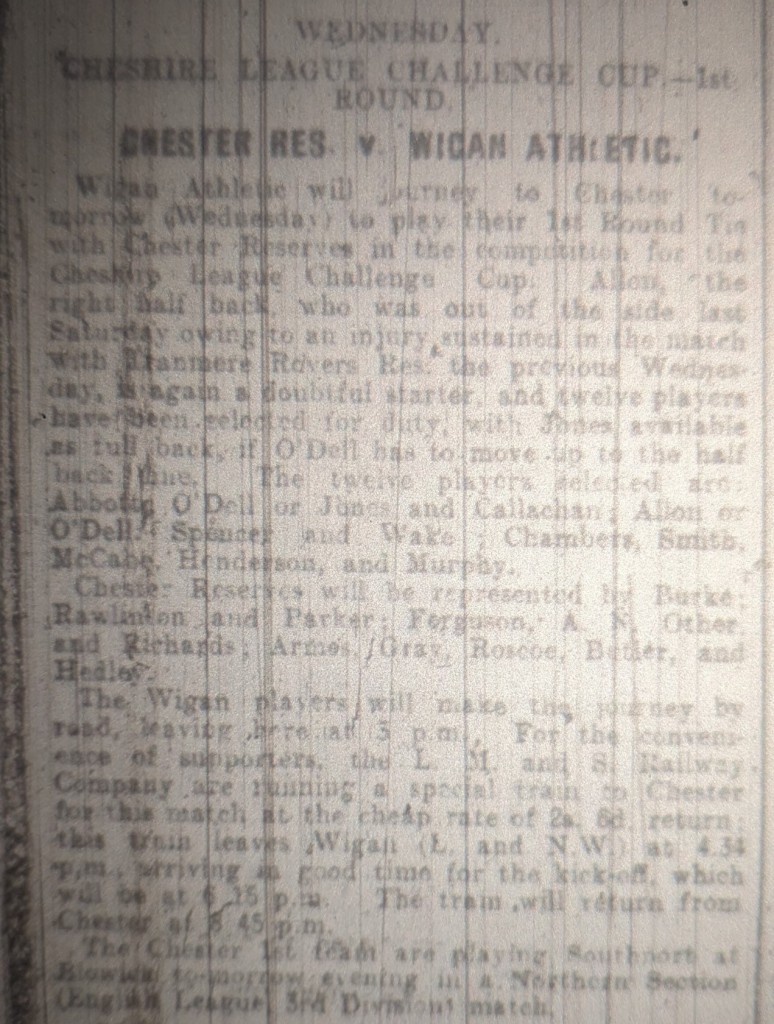 WEDNESDAY.
CHESHIRE LEAGUE CHALLENGE CUP.—1st
ROUND.
CHESTER RES. v. WIGAN ATHLETIC.
Wigan Athletic will journey to Chester to-
morrow (Wednesday) to play their 1st Round Tie
with Chester Reserves in the competition for the
Cheshire League Challenge Cup. Allon, the
right half back, who was out of the side last
Saturday owing to an injury sustained in the match
with Tranmere Rovers Res. the previous Wednes-
day, is again a doubtful starter, and twelve players
have been selected for duty, with Jones available
as full back, if O'Dell has to move up to the half
back line. The twelve players selected are:
Abbott; O'Dell or Jones and Callachan; Allon or
O'Dell, Spencer and Wake; Chambers, Smith,
McCabe, Henderson, and Murphy.
Chester Reserves will be represented by Burke;
Rawlinson and Parker; Ferguson, A. N. Other,
and Richards; Armes, Gray, Roscoe, Butler, and
Hedley.
The Wigan players will make the journey by
road, leaving here at 3 p.m. For the conveni-
ence of supporters, the L. M. and S. Railway
Company are running a special train to Chester
for this match at the cheap rate of 2s. 6d. return;
this train leaves Wigan (L. and N.W.) at 4.34
p.m., arriving in good time for the kick-off, which
will be at 6.15 p.m. The train will return from
Chester at 8.45 p.m.
The Chester 1st team are playing Southport at
to-morrow evening in a Northern Section
(English League 3rd Division) match.